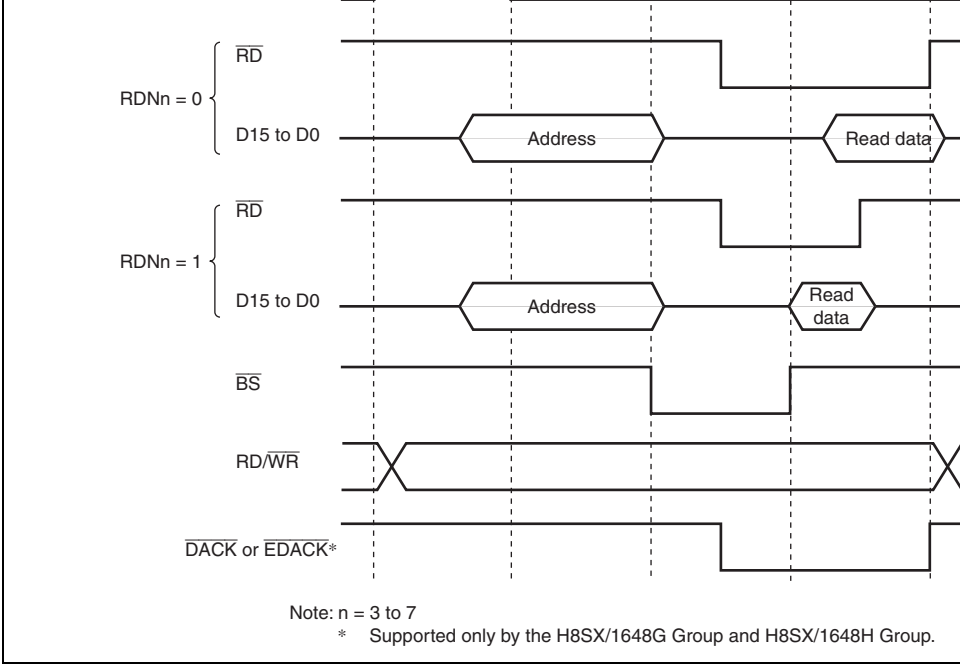 RD
RDNn = 0
D15 to D0
Address
Read data
RD
RDNn = 1
D15 to D0
Address
Read
data
BS
RD/WR
DACK or EDACK*
Note: n = 3 to 7
* Supported only by the H8SX/1648G Group and H8SX/1648H Group.